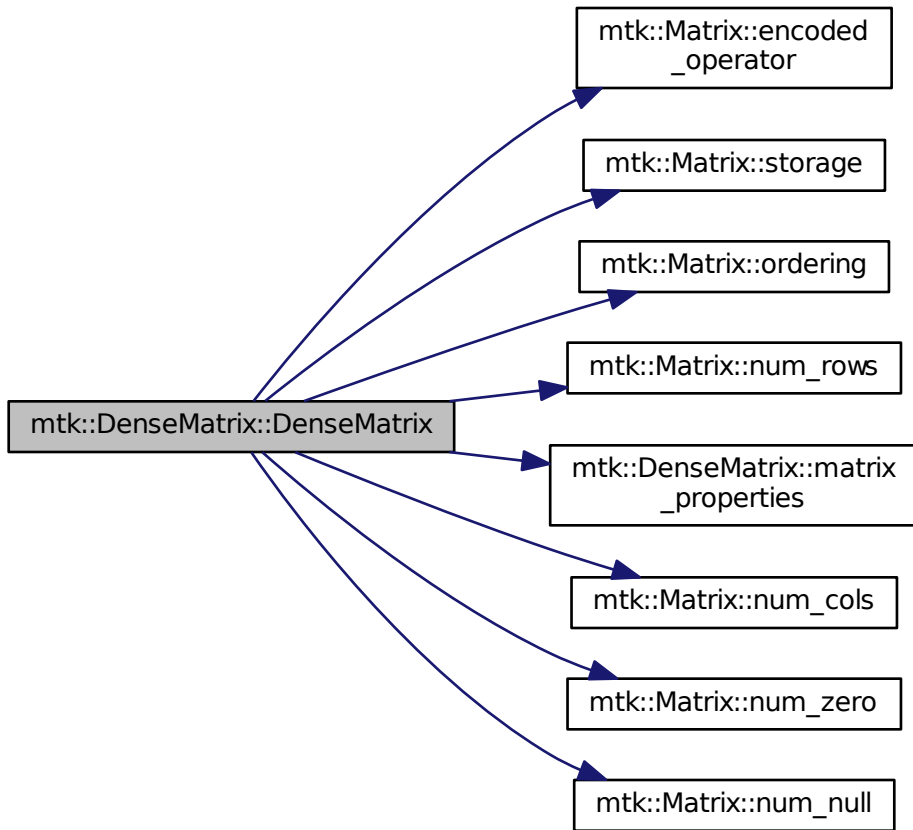 mtk::Matrix::encoded
_operator
mtk::Matrix::storage
mtk::Matrix::ordering
mtk::Matrix::num_rows
mtk::DenseMatrix::DenseMatrix
mtk::DenseMatrix::matrix
_properties
mtk::Matrix::num_cols
mtk::Matrix::num_zero
mtk::Matrix::num_null